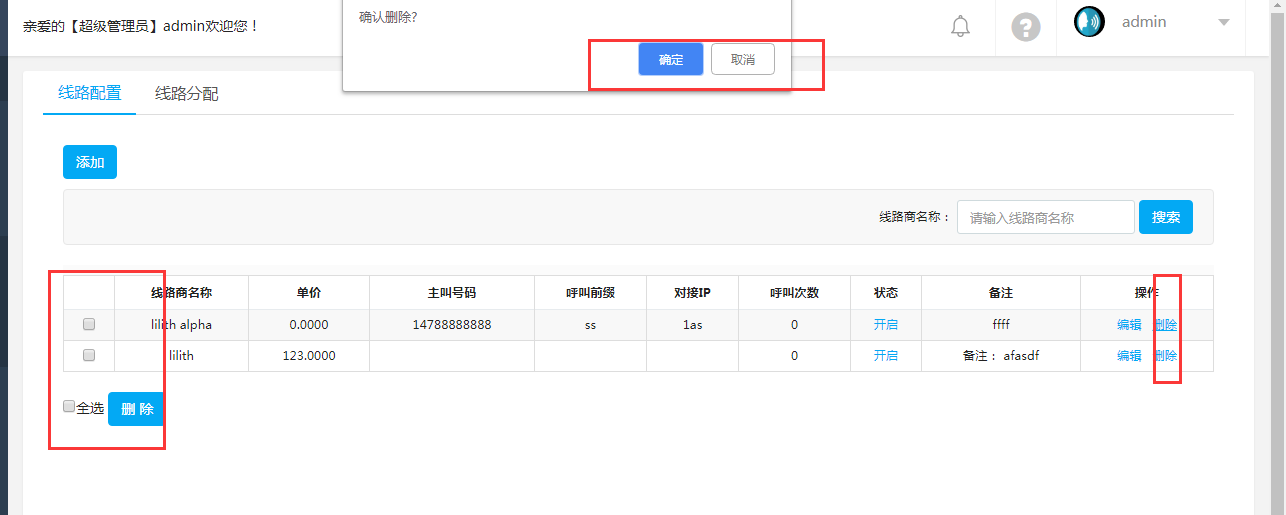 亲爱的【超级管理员】admin欢迎您！
确认删除?
确定 取消
admin
线路配置 线路分配
添加
线路商名称： 请输入线路商名称 搜索
线路商名称 单价 主叫号码 呼叫前缀 对接IP 呼叫次数 状态 备注 操作
lilith alpha 0.0000 14788888888 ss 1as 0 开启 ffff 编辑 删除
lilith 123.0000 0 开启 备注： afasdf 编辑 删除
全选 删 除